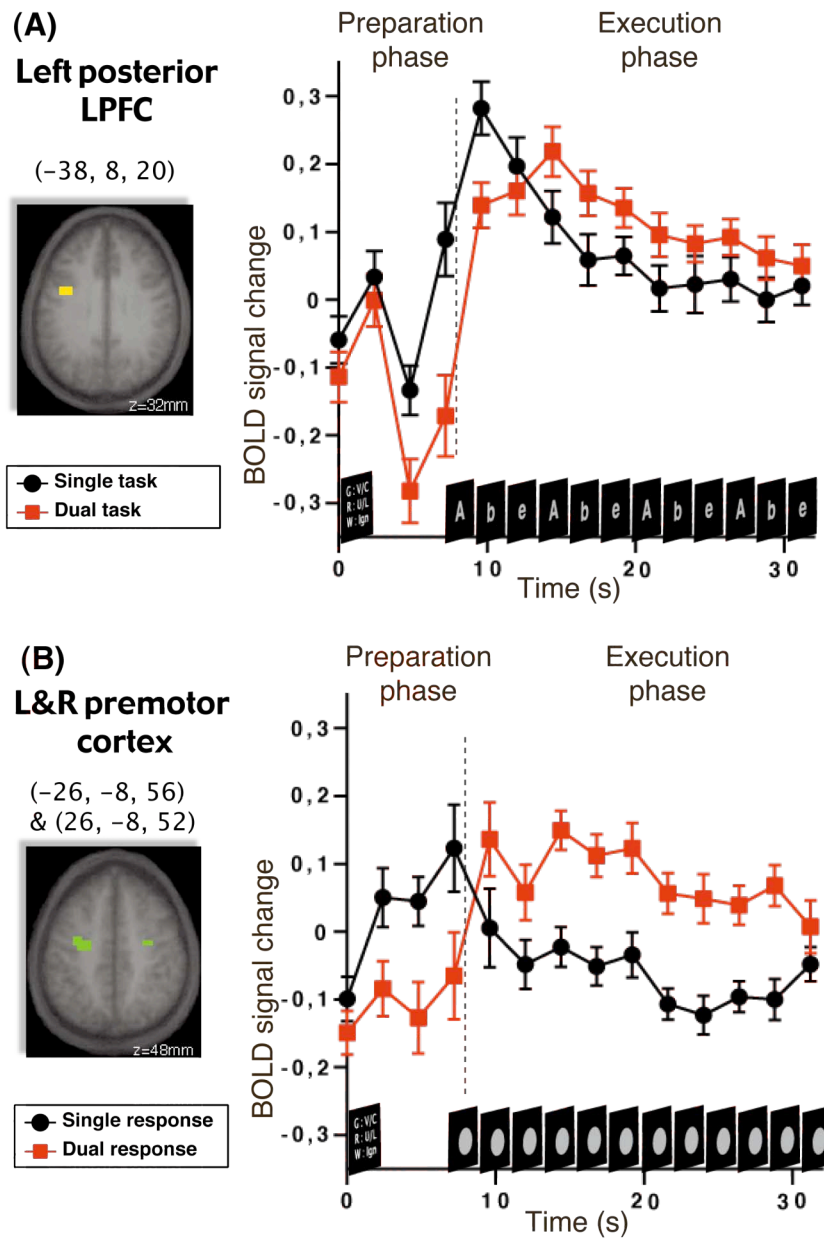 (A)
Left posterior
LPFC
(-38, 8, 20)
z=32mm
Single task
Dual task
Preparation
phase
Execution
phase
BOLD signal change
0,3
0,2
0,1
0
-0,1
-0,2
-0,3
G : V/C
R : U/L
W : Ign
A b e A b e A b e A b e
0 10 20 30
Time (s)
(B)
L&R premotor
cortex
(-26, -8, 56)
& (26, -8, 52)
z=48mm
Single response
Dual response
Preparation
phase
Execution
phase
BOLD signal change
0,3
0,2
0,1
0
-0,1
-0,2
-0,3
G : V/C
R : U/L
W : Ign
0 10 20 30
Time (s)